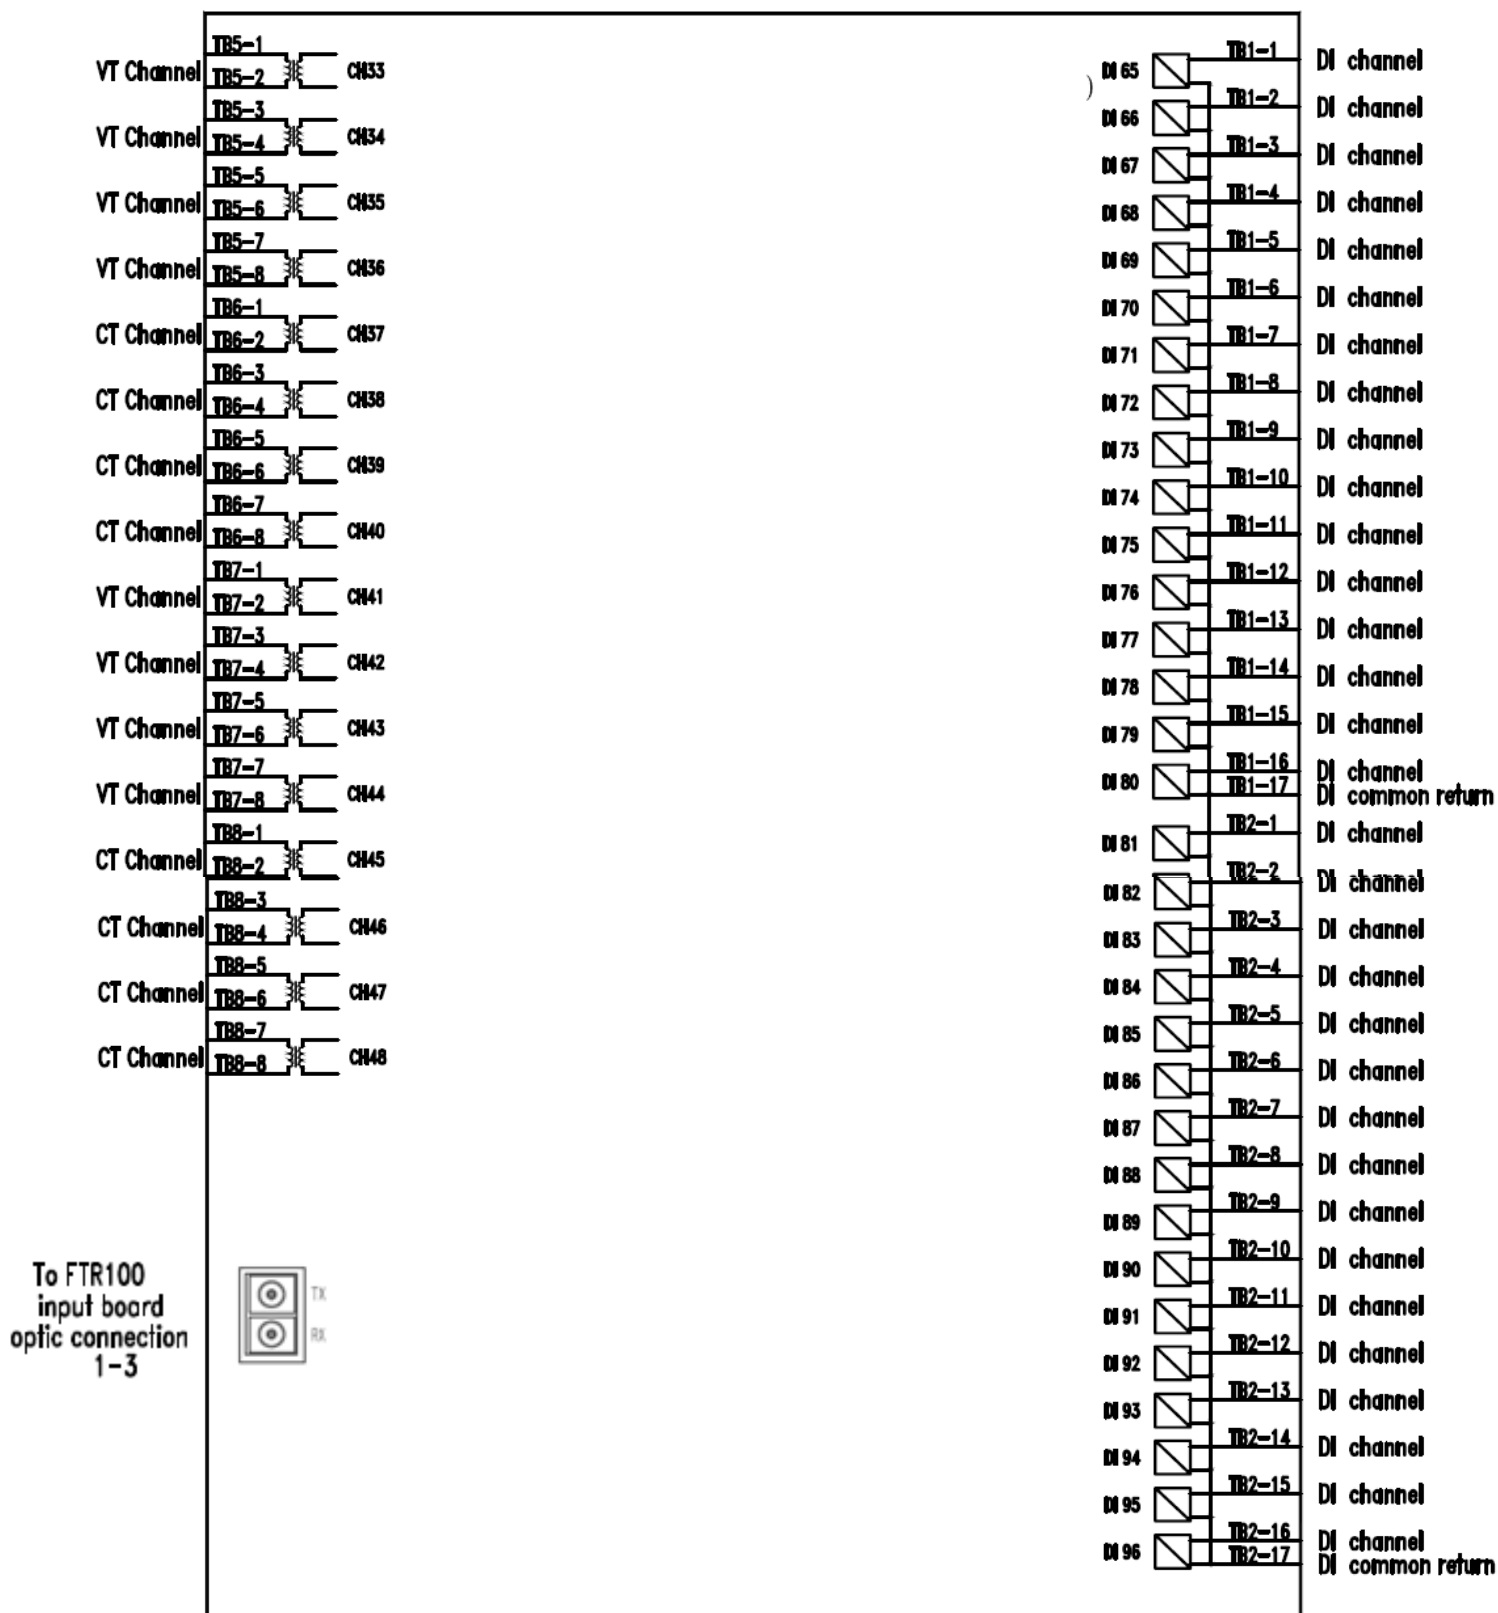 TB5-1
VT Channel TB5-2 CH33
TB5-3
VT Channel TB5-4 CH34
TB5-5
VT Channel TB5-6 CH35
TB5-7
VT Channel TB5-8 CH36
TB6-1
CT Channel TB6-2 CH37
TB6-3
CT Channel TB6-4 CH38
TB6-5
CT Channel TB6-6 CH39
TB6-7
CT Channel TB6-8 CH40
TB7-1
VT Channel TB7-2 CH41
TB7-3
VT Channel TB7-4 CH42
TB7-5
VT Channel TB7-6 CH43
TB7-7
VT Channel TB7-8 CH44
TB8-1
CT Channel TB8-2 CH45
TB8-3
CT Channel TB8-4 CH46
TB8-5
CT Channel TB8-6 CH47
TB8-7
CT Channel TB8-8 CH48
To FTR100
input board
optic connection
1-3
TX
RX
)
DI 65 TB1-1 DI channel
DI 66 TB1-2 DI channel
DI 67 TB1-3 DI channel
DI 68 TB1-4 DI channel
DI 69 TB1-5 DI channel
DI 70 TB1-6 DI channel
DI 71 TB1-7 DI channel
DI 72 TB1-8 DI channel
DI 73 TB1-9 DI channel
DI 74 TB1-10 DI channel
DI 75 TB1-11 DI channel
DI 76 TB1-12 DI channel
DI 77 TB1-13 DI channel
DI 78 TB1-14 DI channel
DI 79 TB1-15 DI channel
DI 80 TB1-16 DI channel
TB1-17 DI common return
DI 81 TB2-1 DI channel
DI 82 TB2-2 DI channel
DI 83 TB2-3 DI channel
DI 84 TB2-4 DI channel
DI 85 TB2-5 DI channel
DI 86 TB2-6 DI channel
DI 87 TB2-7 DI channel
DI 88 TB2-8 DI channel
DI 89 TB2-9 DI channel
DI 90 TB2-10 DI channel
DI 91 TB2-11 DI channel
DI 92 TB2-12 DI channel
DI 93 TB2-13 DI channel
DI 94 TB2-14 DI channel
DI 95 TB2-15 DI channel
DI 96 TB2-16 DI channel
TB2-17 DI common return